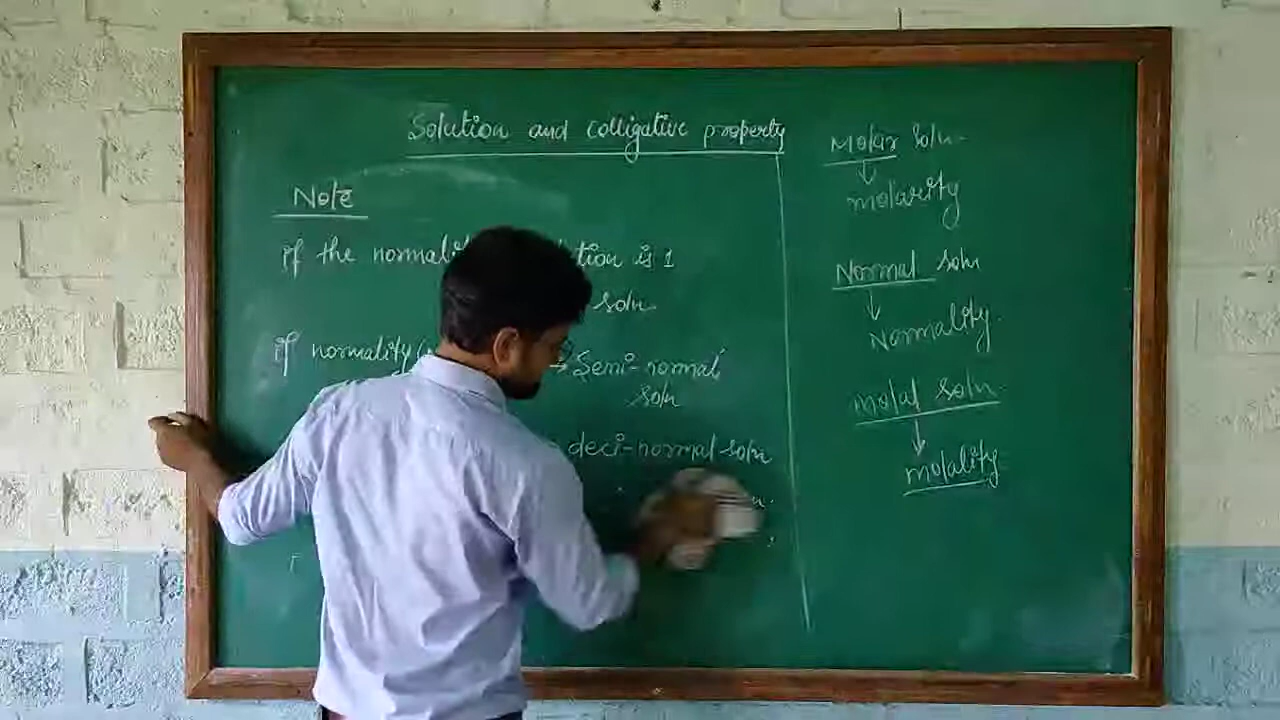 Solution and colligative property
Note
if the normali tion is 1
soln.
if normality( → Semi-normal
soln
deci-normal soln
Molar soln.
↓
molarity
Normal soln
↓
Normality.
molal soln.
↓
molality